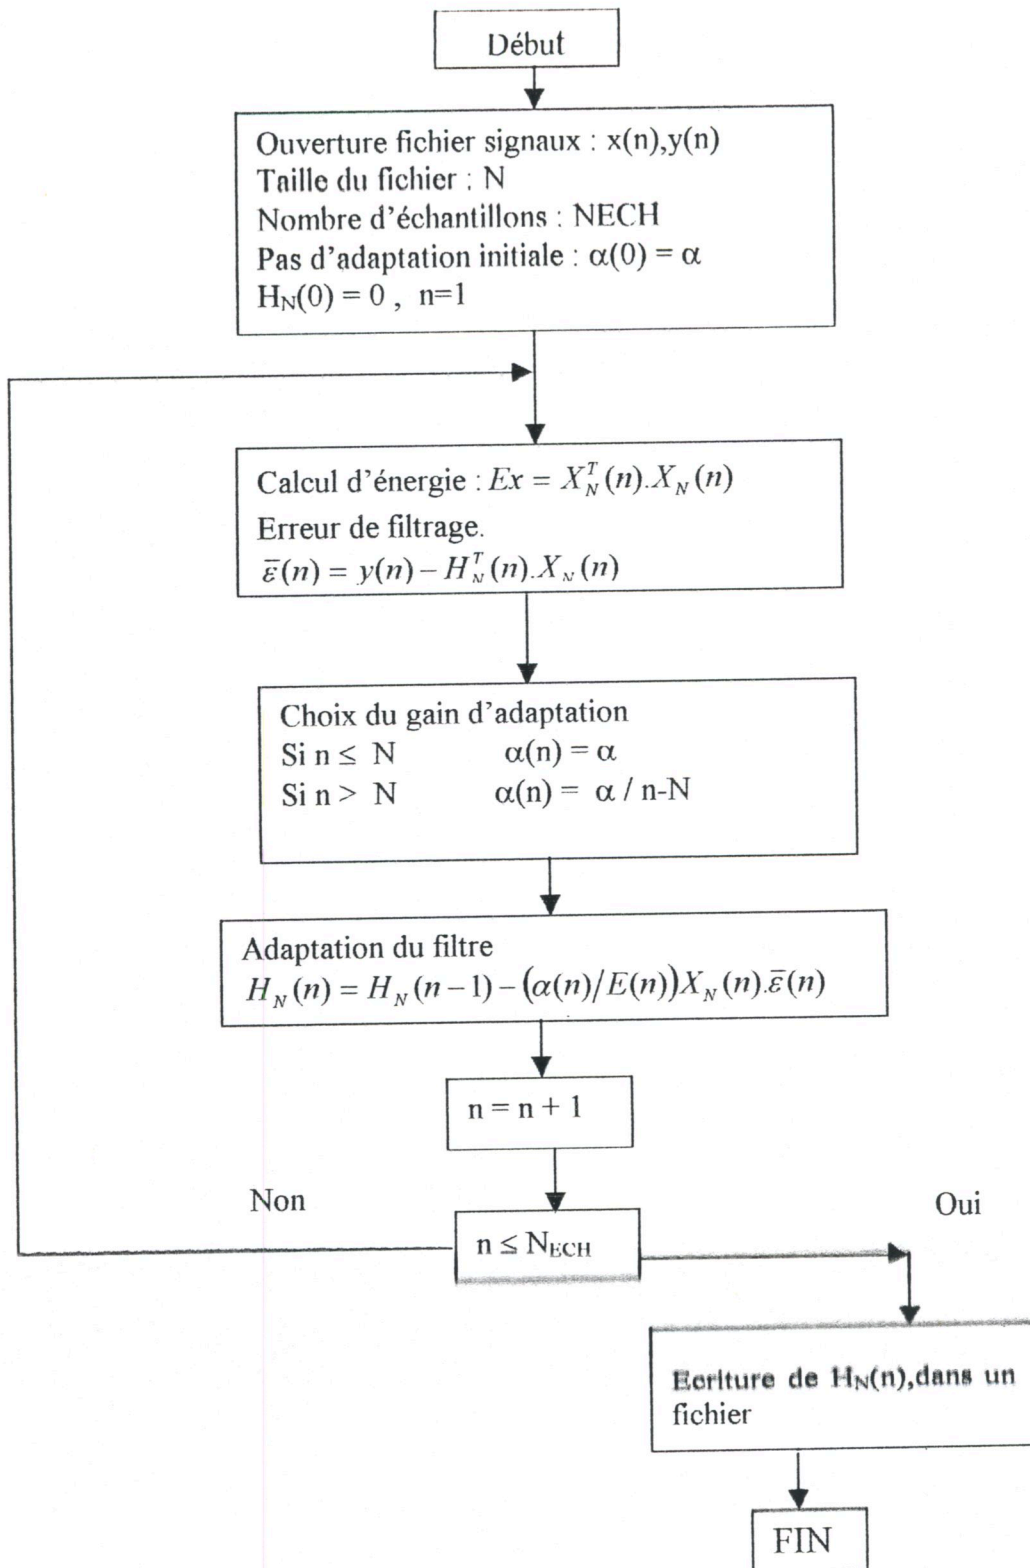 Début
Ouverture fichier signaux : x(n),y(n)
Taille du fichier : N
Nombre d'échantillons : NECH
Pas d'adaptation initiale : α(0) = α
H_N(0) = 0 , n=1
Calcul d'énergie : Ex = X_N^T(n).X_N(n)
Erreur de filtrage.
ε̄(n) = y(n) − H_N^T(n).X_N(n)
Choix du gain d'adaptation
Si n ≤ N α(n) = α
Si n > N α(n) = α / n-N
Adaptation du filtre
H_N(n) = H_N(n−1) − (α(n)/E(n))X_N(n).ε̄(n)
n = n + 1
Non
Oui
n ≤ N_ECH
Ecriture de H_N(n),dans un
fichier
FIN